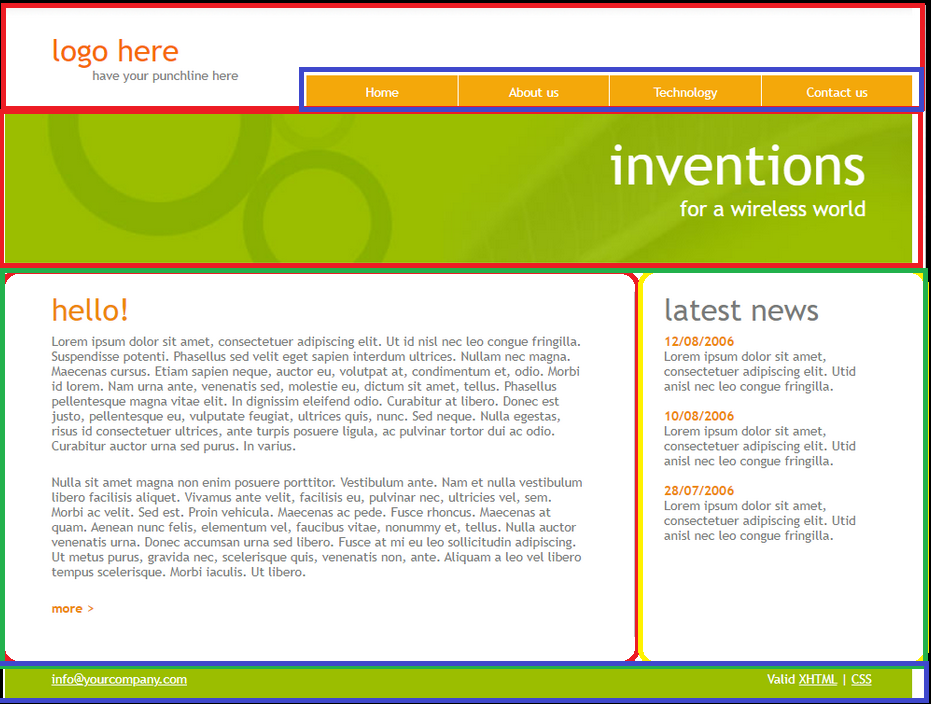 logo here
have your punchline here
Home About us Technology Contact us
inventions
for a wireless world
hello!
Lorem ipsum dolor sit amet, consectetuer adipiscing elit. Ut id nisl nec leo congue fringilla.
Suspendisse potenti. Phasellus sed velit eget sapien interdum ultrices. Nullam nec magna.
Maecenas cursus. Etiam sapien neque, auctor eu, volutpat at, condimentum et, odio. Morbi
id lorem. Nam urna ante, venenatis sed, molestie eu, dictum sit amet, tellus. Phasellus
pellentesque magna vitae elit. In dignissim eleifend odio. Curabitur at libero. Donec est
justo, pellentesque eu, vulputate feugiat, ultrices quis, nunc. Sed neque. Nulla egestas,
risus id consectetuer ultrices, ante turpis posuere ligula, ac pulvinar tortor dui ac odio.
Curabitur auctor urna sed purus. In varius.
Nulla sit amet magna non enim posuere porttitor. Vestibulum ante. Nam et nulla vestibulum
libero facilisis aliquet. Vivamus ante velit, facilisis eu, pulvinar nec, ultricies vel, sem.
Morbi ac velit. Sed est. Proin vehicula. Maecenas ac pede. Fusce rhoncus. Maecenas at
quam. Aenean nunc felis, elementum vel, faucibus vitae, nonummy et, tellus. Nulla auctor
venenatis urna. Donec accumsan urna sed libero. Fusce at mi eu leo sollicitudin adipiscing.
Ut metus purus, gravida nec, scelerisque quis, venenatis non, ante. Aliquam a leo vel libero
tempus scelerisque. Morbi iaculis. Ut libero.
more >
latest news
12/08/2006
Lorem ipsum dolor sit amet,
consectetuer adipiscing elit. Utid
anisl nec leo congue fringilla.
10/08/2006
Lorem ipsum dolor sit amet,
consectetuer adipiscing elit. Utid
anisl nec leo congue fringilla.
28/07/2006
Lorem ipsum dolor sit amet,
consectetuer adipiscing elit. Utid
anisl nec leo congue fringilla.
info@yourcompany.com Valid XHTML | CSS